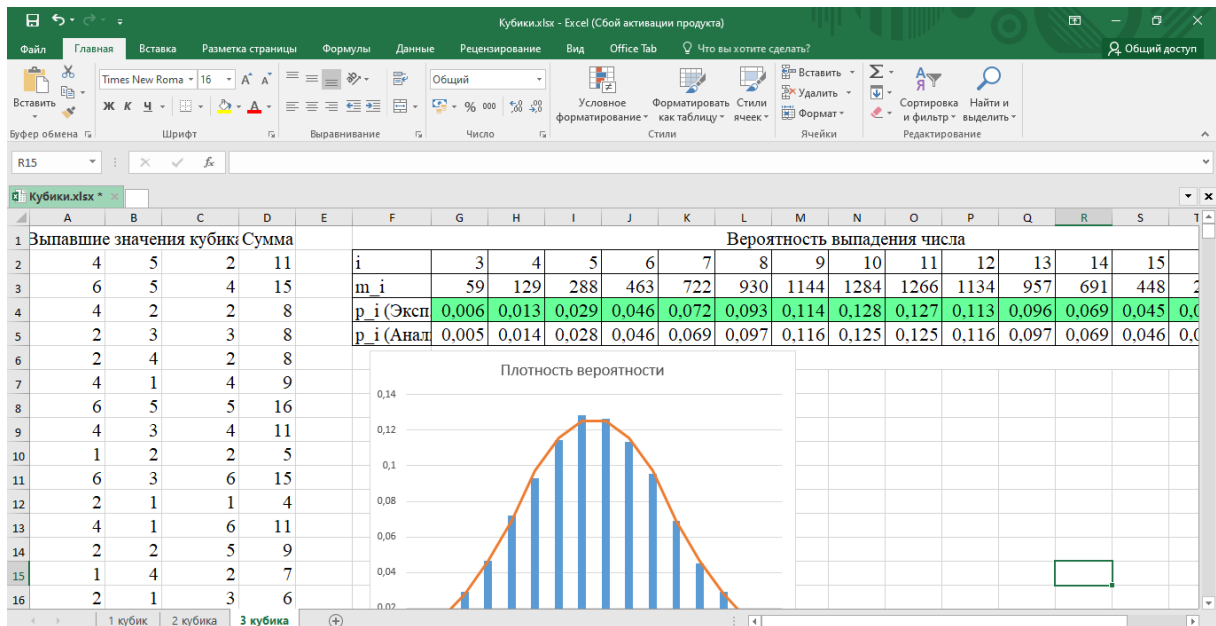 Кубики.xlsx - Excel (Сбой активации продукта)
Файл Главная Вставка Разметка страницы Формулы Данные Рецензирование Вид Office Tab Что вы хотите сделать? Общий доступ
Вставить
Times New Roma 16
Ж К Ч
Общий
% 000
Условное форматирование
Форматировать как таблицу
Стили ячеек
Вставить
Удалить
Формат
Сортировка и фильтр
Найти и выделить
Буфер обмена Шрифт Выравнивание Число Стили Ячейки Редактирование
R15 fx
Кубики.xlsx *
A B C D E F G H I J K L M N O P Q R S T
1 Выпавшие значения кубика Сумма Вероятность выпадения числа
2 4 5 2 11 i 3 4 5 6 7 8 9 10 11 12 13 14 15
3 6 5 4 15 m_i 59 129 288 463 722 930 1144 1284 1266 1134 957 691 448 2
4 4 2 2 8 p_i (Эксп. 0,006 0,013 0,029 0,046 0,072 0,093 0,114 0,128 0,127 0,113 0,096 0,069 0,045 0,0
5 2 3 3 8 p_i (Анал 0,005 0,014 0,028 0,046 0,069 0,097 0,116 0,125 0,125 0,116 0,097 0,069 0,046 0,0
6 2 4 2 8
7 4 1 4 9
8 6 5 5 16
9 4 3 4 11
10 1 2 2 5
11 6 3 6 15
12 2 1 1 4
13 4 1 6 11
14 2 2 5 9
15 1 4 2 7
16 2 1 3 6
Плотность вероятности
0,14
0,12
0,1
0,08
0,06
0,04
0,02
1 кубик 2 кубика 3 кубика